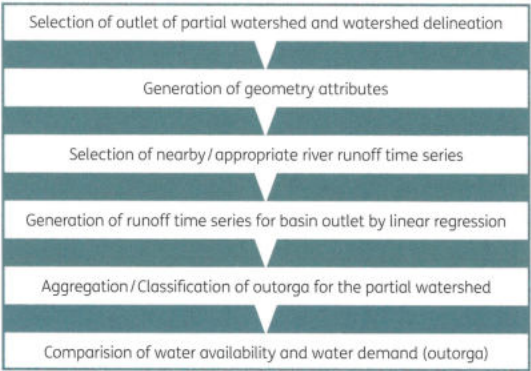 Selection of outlet of partial watershed and watershed delineation
Generation of geometry attributes
Selection of nearby/appropriate river runoff time series
Generation of runoff time series for basin outlet by linear regression
Aggregation/Classification of outorga for the partial watershed
Comparision of water availability and water demand (outorga)